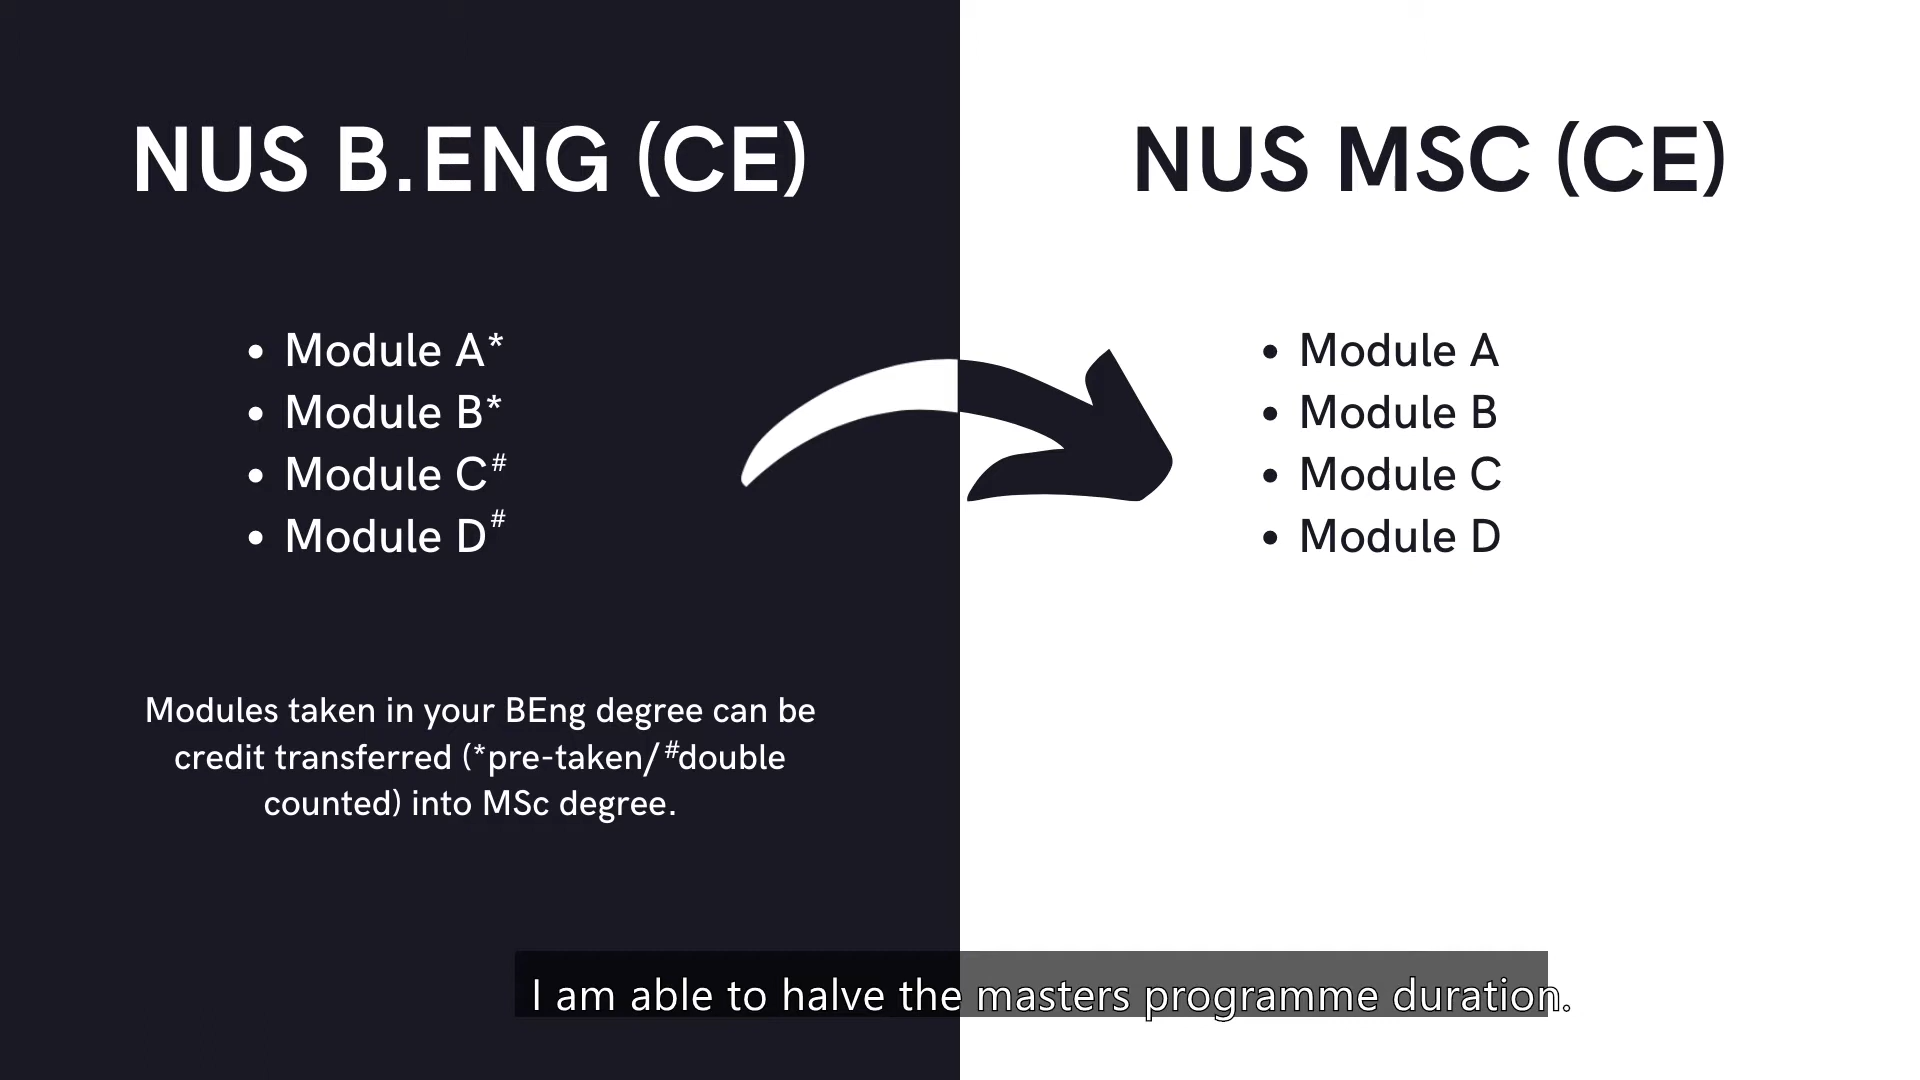 NUS B.ENG (CE)
• Module A*
• Module B*
• Module C#
• Module D#
Modules taken in your BEng degree can be
credit transferred (*pre-taken/#double
counted) into MSc degree.
NUS MSC (CE)
• Module A
• Module B
• Module C
• Module D
I am able to halve the masters programme duration.